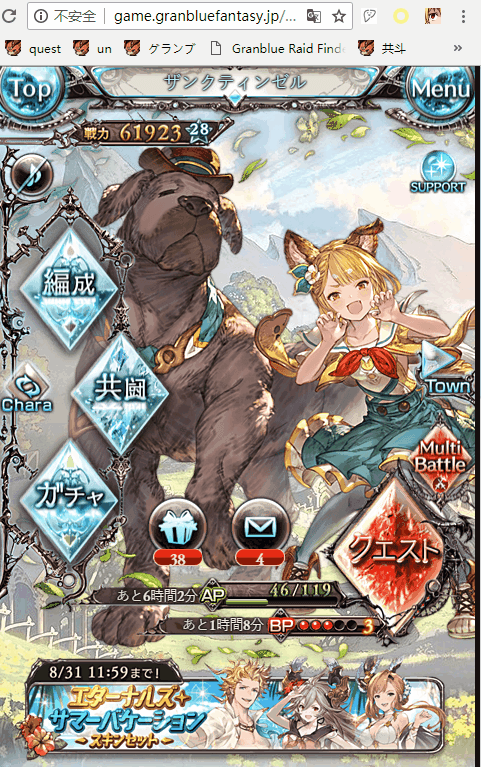 不安全 | game.granbluefantasy.jp/...
quest un グランブ Granblue Raid Finde 共斗 »
Top
ザンクティンゼル
Menu
戦力 61923 28
SUPPORT
編成
共闘
Chara
Town
ガチャ
Multi
Battle
クエスト
38
4
あと6時間2分 AP 46/119
あと1時間8分 BP 3
8/31 11:59まで!
エターナルズ
サマーバケーション
～スキンセット～